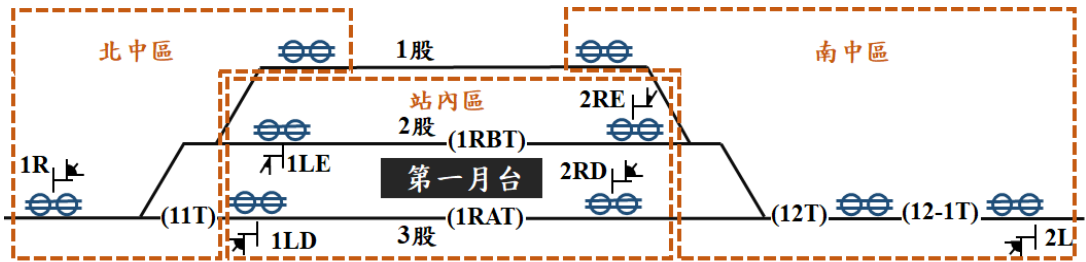 北中區
1股
南中區
站內區
2RE
2股
(1RBT)
1R
1LE
第一月台
2RD
(11T)
(1RAT)
(12T)
(12-1T)
1LD
3股
2L